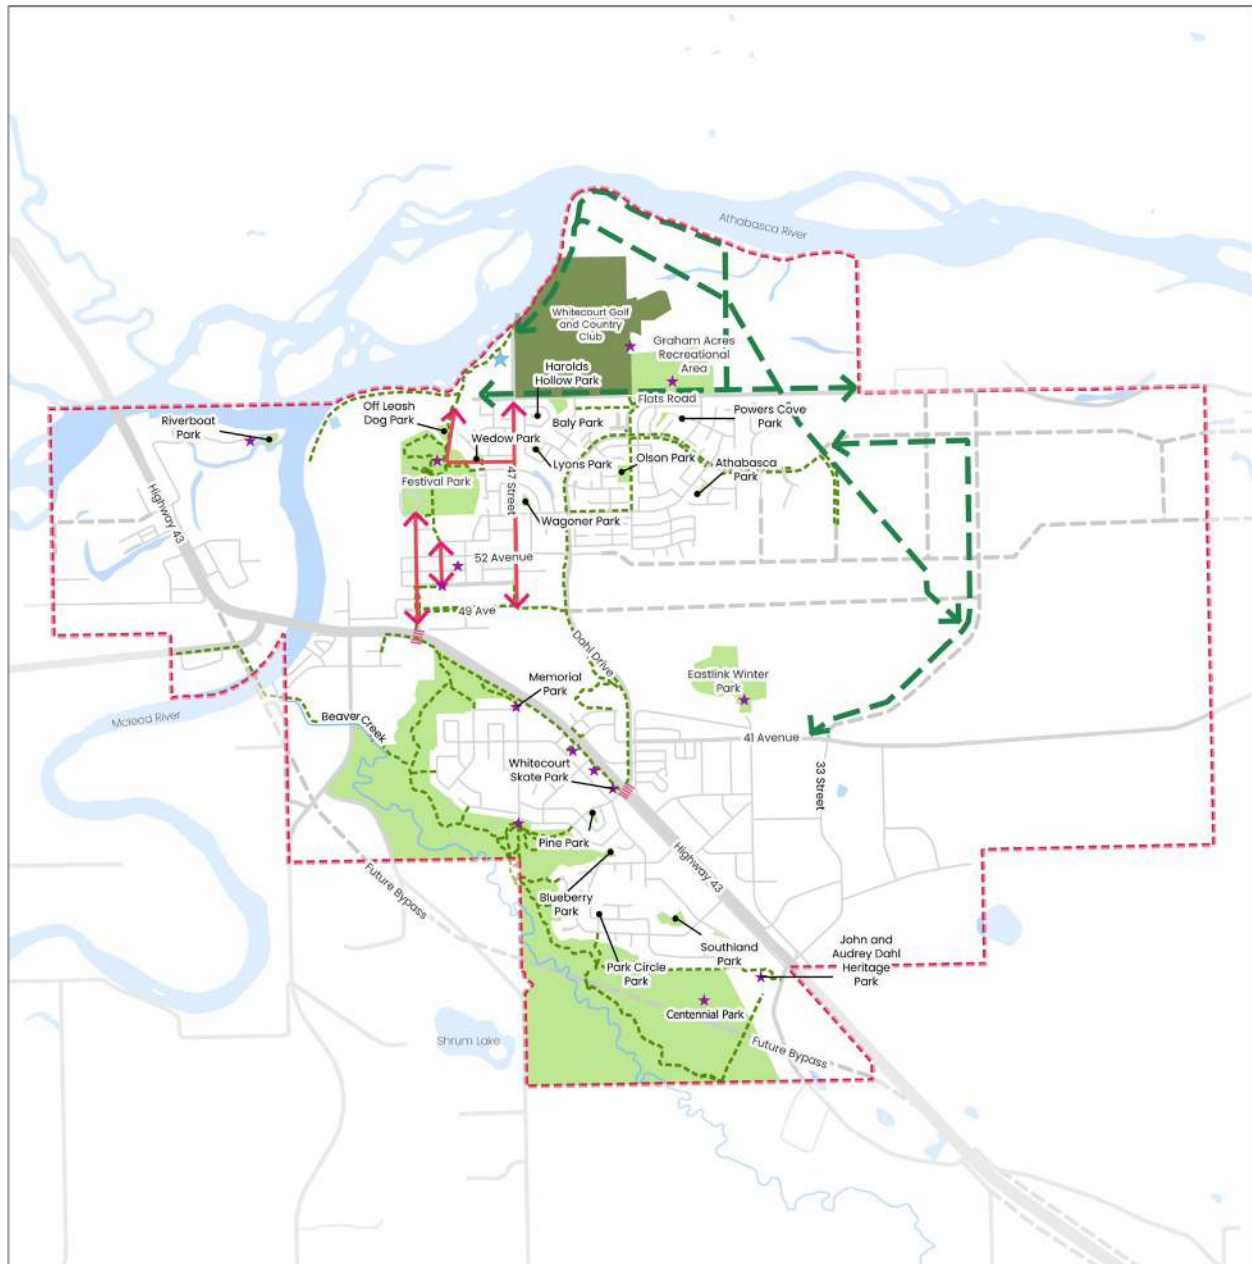 Athabasca River
Whitecourt Golf
and Country
Club
Graham Acres
Recreational
Area
Harolds
Hollow Park
Flats Road
Off Leash
Dog Park
Riverboat
Park
Baly Park
Powers Cove
Park
Wedow Park
Lyons Park
Olson Park
Athabasca
Park
Festival Park
47 Street
Highway 43
Wagoner Park
52 Avenue
49 Ave
Dahl Drive
Memorial
Park
Eastlink Winter
Park
Mcleod River
Beaver Creek
41 Avenue
Whitecourt
Skate Park
33 Street
Pine Park
Highway 43
Future Bypass
Blueberry
Park
Southland
Park
John and
Audrey Dahl
Heritage
Park
Park Circle
Park
Centennial Park
Shrum Lake
Future Bypass